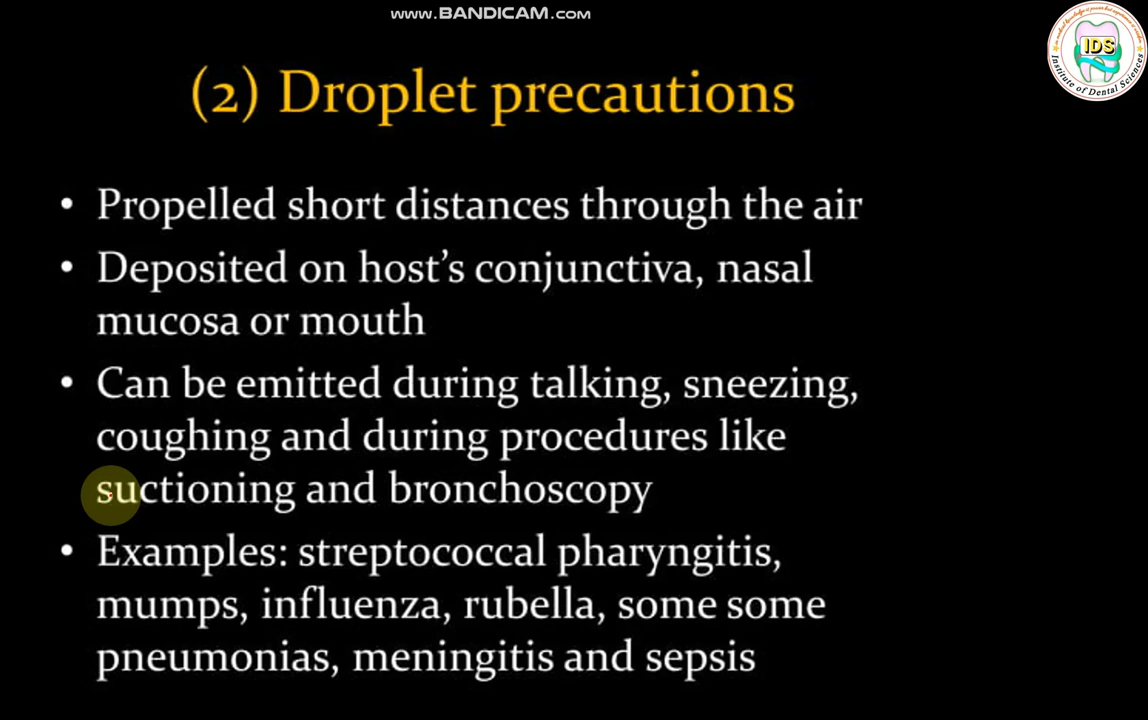 www.BANDICAM.com
IDS
Institute of Dental Sciences
(2) Droplet precautions
• Propelled short distances through the air
• Deposited on host's conjunctiva, nasal
mucosa or mouth
• Can be emitted during talking, sneezing,
coughing and during procedures like
suctioning and bronchoscopy
• Examples: streptococcal pharyngitis,
mumps, influenza, rubella, some some
pneumonias, meningitis and sepsis